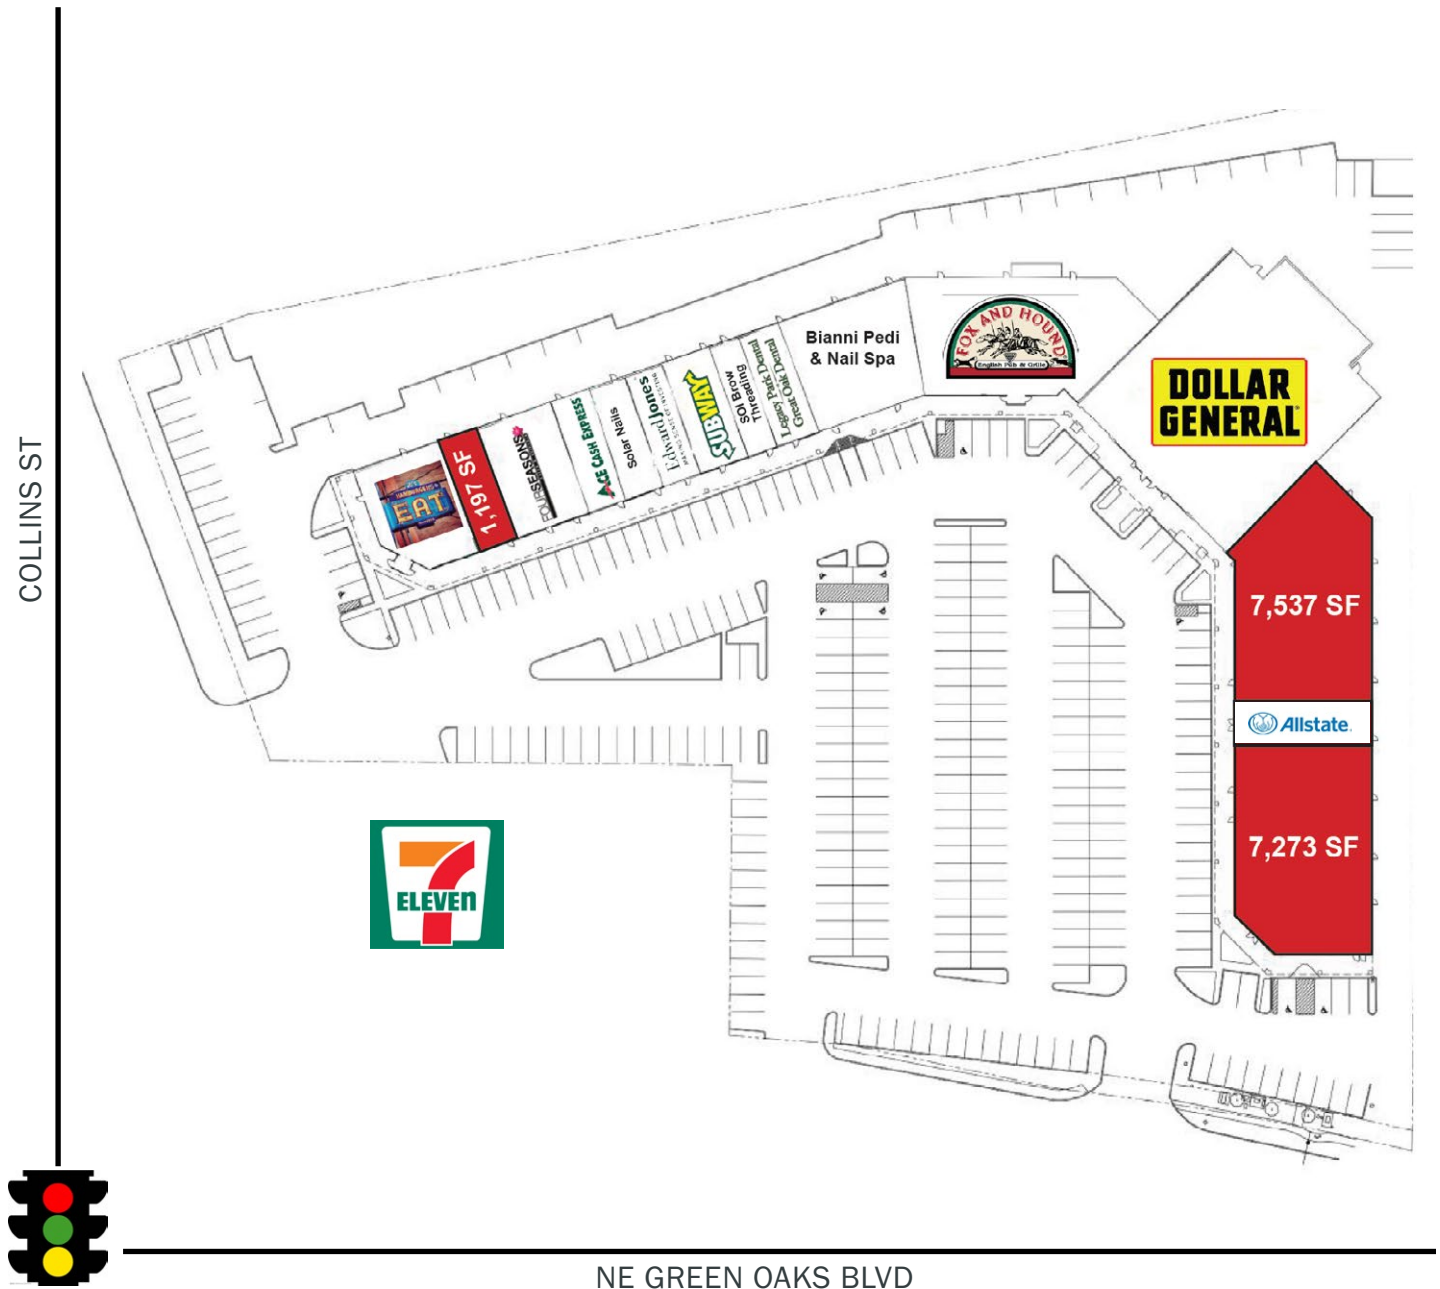 COLLINS ST
HAMBURGERS
EAT
1,197 SF
FOURSEASONS
ACE CASH EXPRESS
Solar Nails
Edward Jones
SUBWAY
SOI Brow
Threading
Legacy Park Dental
Great Oak Dental
Bianni Pedi
& Nail Spa
FOX AND HOUND
English Pub & Grille
DOLLAR
GENERAL
7,537 SF
Allstate
7,273 SF
7
ELEVEN
NE GREEN OAKS BLVD